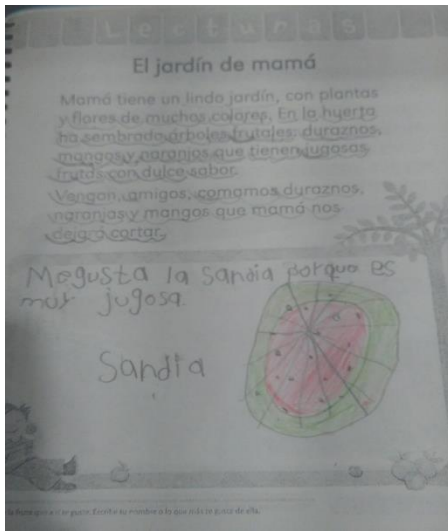 Lecturas
El jardín de mamá
Mamá tiene un lindo jardín, con plantas
y flores de muchos colores. En la huerta
ha sembrado árboles frutales: duraznos,
mangos y naranjos que tienen jugosas
frutas con dulce sabor.
Vengan, amigos, comamos duraznos,
naranjas y mangos que mamá nos
dejará cortar.
Megusta la Sandia porque es
muy jugosa.
Sandia